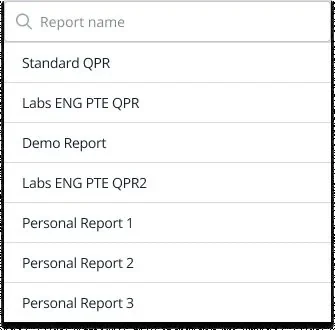 Report name
Standard QPR
Labs ENG PTE QPR
Demo Report
Labs ENG PTE QPR2
Personal Report 1
Personal Report 2
Personal Report 3